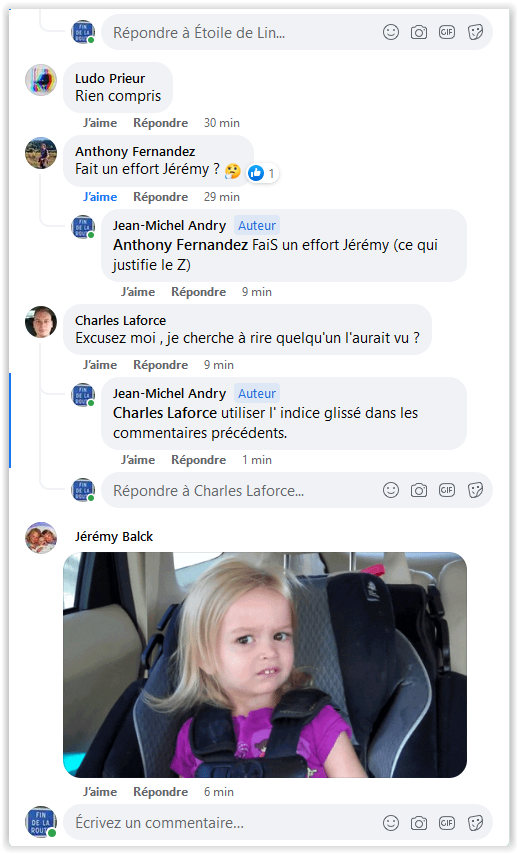 Répondre à Étoile de Lin...
Ludo Prieur
Rien compris
J’aime Répondre 30 min
Anthony Fernandez
Fait un effort Jérémy ? 🤔 1
J’aime Répondre 29 min
Jean-Michel Andry Auteur
Anthony Fernandez FaiS un effort Jérémy (ce qui
justifie le Z)
J’aime Répondre 9 min
Charles Laforce
Excusez moi , je cherche à rire quelqu'un l'aurait vu ?
J’aime Répondre 9 min
Jean-Michel Andry Auteur
Charles Laforce utiliser l' indice glissé dans les
commentaires précédents.
J’aime Répondre 1 min
Répondre à Charles Laforce...
GIF
Jérémy Balck
J’aime Répondre 6 min
FIN
DE LA
ROUTE
Écrivez un commentaire...
GIF